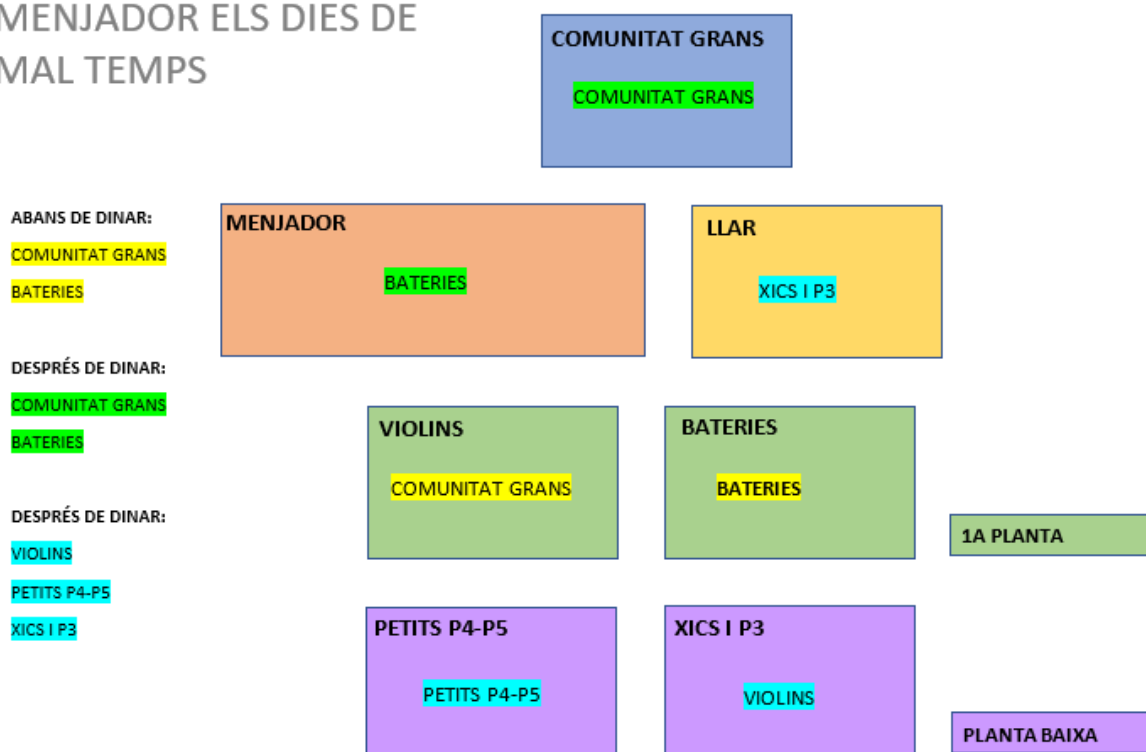 MENJADOR ELS DIES DE
MAL TEMPS
COMUNITAT GRANS
COMUNITAT GRANS
ABANS DE DINAR:
COMUNITAT GRANS
BATERIES
MENJADOR
BATERIES
LLAR
XICS I P3
DESPRÉS DE DINAR:
COMUNITAT GRANS
BATERIES
VIOLINS
COMUNITAT GRANS
BATERIES
BATERIES
DESPRÉS DE DINAR:
VIOLINS
PETITS P4-P5
XICS I P3
1A PLANTA
PETITS P4-P5
PETITS P4-P5
XICS I P3
VIOLINS
PLANTA BAIXA